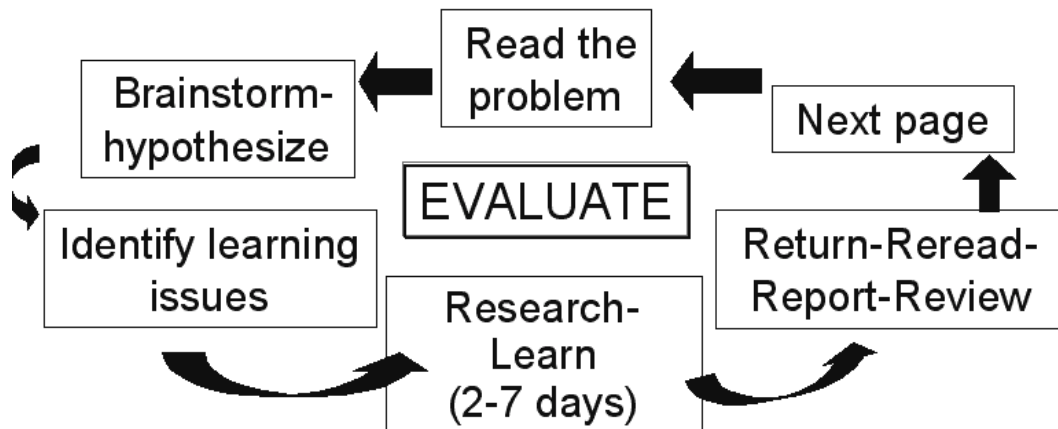 Read the
problem
Brainstorm-
hypothesize
Next page
EVALUATE
Identify learning
issues
Return-Reread-
Report-Review
Research-
Learn
(2-7 days)